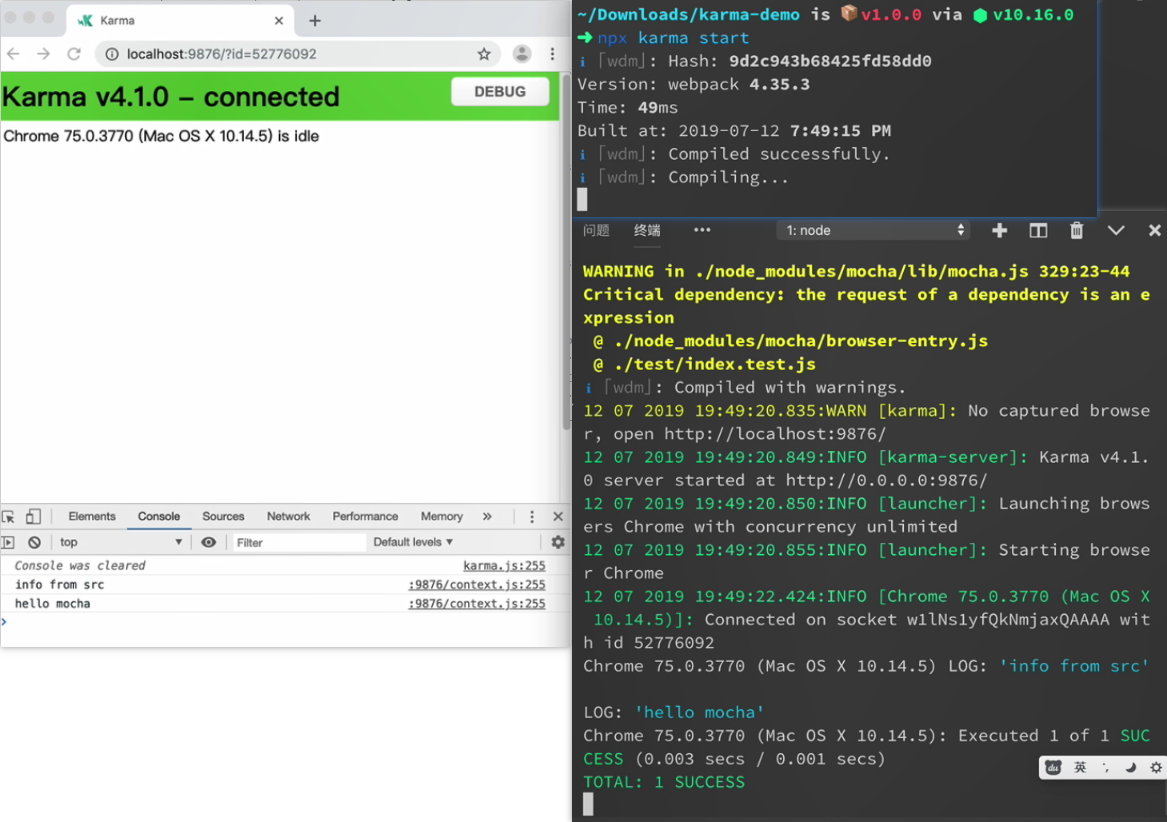 Karma
localhost:9876/?id=52776092
Karma v4.1.0 - connected
DEBUG
Chrome 75.0.3770 (Mac OS X 10.14.5) is idle
Elements Console Sources Network Performance Memory »
top Filter Default levels ▼
Console was cleared karma.js:255
info from src :9876/context.js:255
hello mocha :9876/context.js:255
~/Downloads/karma-demo is 📦v1.0.0 via ⬢ v10.16.0
➜ npx karma start
ℹ ｢wdm｣: Hash: 9d2c943b68425fd58dd0
Version: webpack 4.35.3
Time: 49ms
Built at: 2019-07-12 7:49:15 PM
ℹ ｢wdm｣: Compiled successfully.
ℹ ｢wdm｣: Compiling...
问题 终端 ••• 1: node
WARNING in ./node_modules/mocha/lib/mocha.js 329:23-44
Critical dependency: the request of a dependency is an e
xpression
@ ./node_modules/mocha/browser-entry.js
@ ./test/index.test.js
ℹ ｢wdm｣: Compiled with warnings.
12 07 2019 19:49:20.835:WARN [karma]: No captured browse
r, open http://localhost:9876/
12 07 2019 19:49:20.849:INFO [karma-server]: Karma v4.1.
0 server started at http://0.0.0.0:9876/
12 07 2019 19:49:20.850:INFO [launcher]: Launching brows
ers Chrome with concurrency unlimited
12 07 2019 19:49:20.855:INFO [launcher]: Starting browse
r Chrome
12 07 2019 19:49:22.424:INFO [Chrome 75.0.3770 (Mac OS X
10.14.5)]: Connected on socket w1lNs1yfQkNmjaxQAAAA wit
h id 52776092
Chrome 75.0.3770 (Mac OS X 10.14.5) LOG: 'info from src'
LOG: 'hello mocha'
Chrome 75.0.3770 (Mac OS X 10.14.5): Executed 1 of 1 SUC
CESS (0.003 secs / 0.001 secs)
TOTAL: 1 SUCCESS
du 英